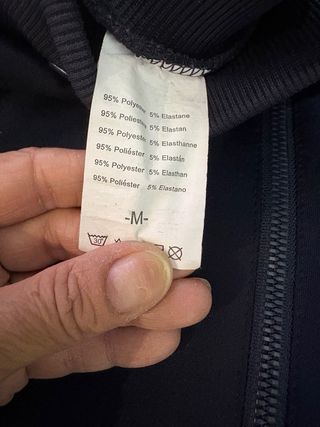 95% Polyester 5% Elastane
95% Poliester 5% Elastan
95% Polyester 5% Elasthanne
95% Poliéster 5% Elastán
95% Polyester 5% Elasthan
95% Poliéster 5% Elastano
-M-
30°